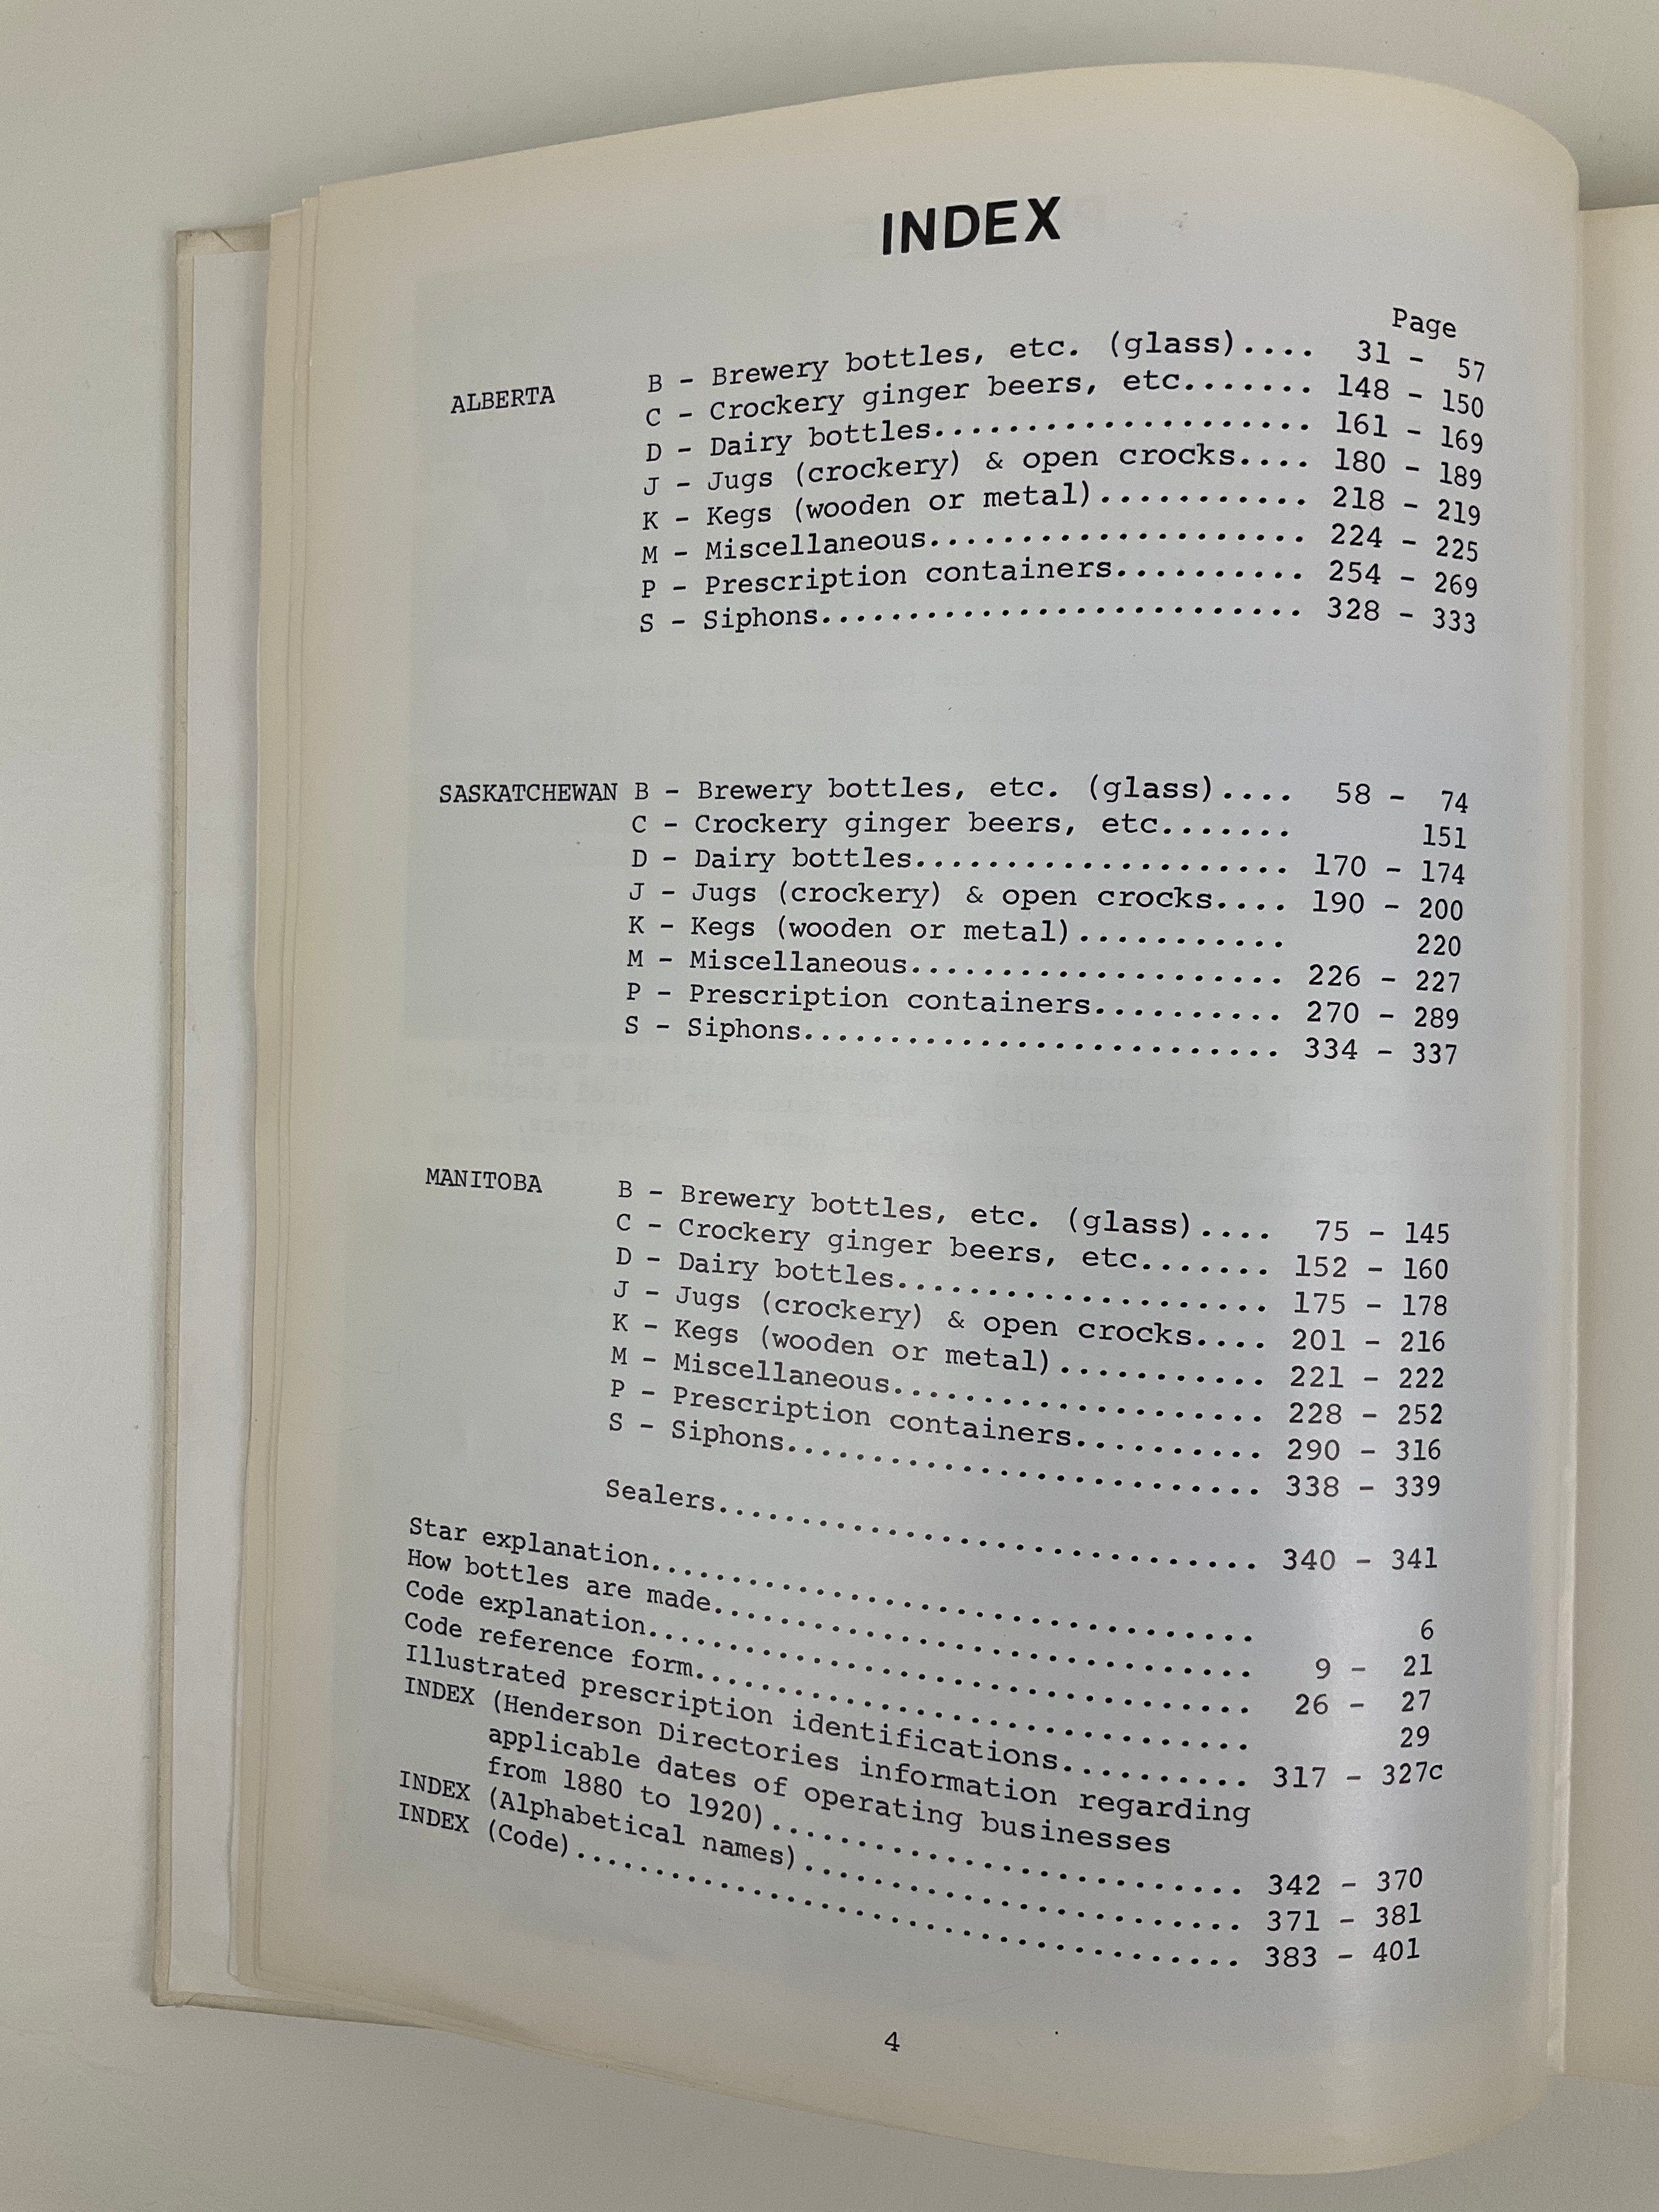 INDEX
Page
ALBERTA B - Brewery bottles, etc. (glass).... 31 - 57
C - Crockery ginger beers, etc....... 148 - 150
D - Dairy bottles.................... 161 - 169
J - Jugs (crockery) & open crocks.... 180 - 189
K - Kegs (wooden or metal)........... 218 - 219
M - Miscellaneous.................... 224 - 225
P - Prescription containers.......... 254 - 269
S - Siphons.......................... 328 - 333
SASKATCHEWAN B - Brewery bottles, etc. (glass).... 58 - 74
C - Crockery ginger beers, etc....... 151
D - Dairy bottles.................... 170 - 174
J - Jugs (crockery) & open crocks.... 190 - 200
K - Kegs (wooden or metal)........... 220
M - Miscellaneous.................... 226 - 227
P - Prescription containers.......... 270 - 289
S - Siphons.......................... 334 - 337
MANITOBA B - Brewery bottles, etc. (glass).... 75 - 145
C - Crockery ginger beers, etc....... 152 - 160
D - Dairy bottles.................... 175 - 178
J - Jugs (crockery) & open crocks.... 201 - 216
K - Kegs (wooden or metal)........... 221 - 222
M - Miscellaneous.................... 228 - 252
P - Prescription containers.......... 290 - 316
S - Siphons.......................... 338 - 339
Sealers.............................. 340 - 341
Star explanation................................. 6
How bottles are made............................. 9 - 21
Code explanation................................. 26 - 27
Code reference form.............................. 29
Illustrated prescription identifications.......... 317 - 327c
INDEX (Henderson Directories information regarding
applicable dates of operating businesses
from 1880 to 1920).......................... 342 - 370
INDEX (Alphabetical names)........................ 371 - 381
INDEX (Code)..................................... 383 - 401
4